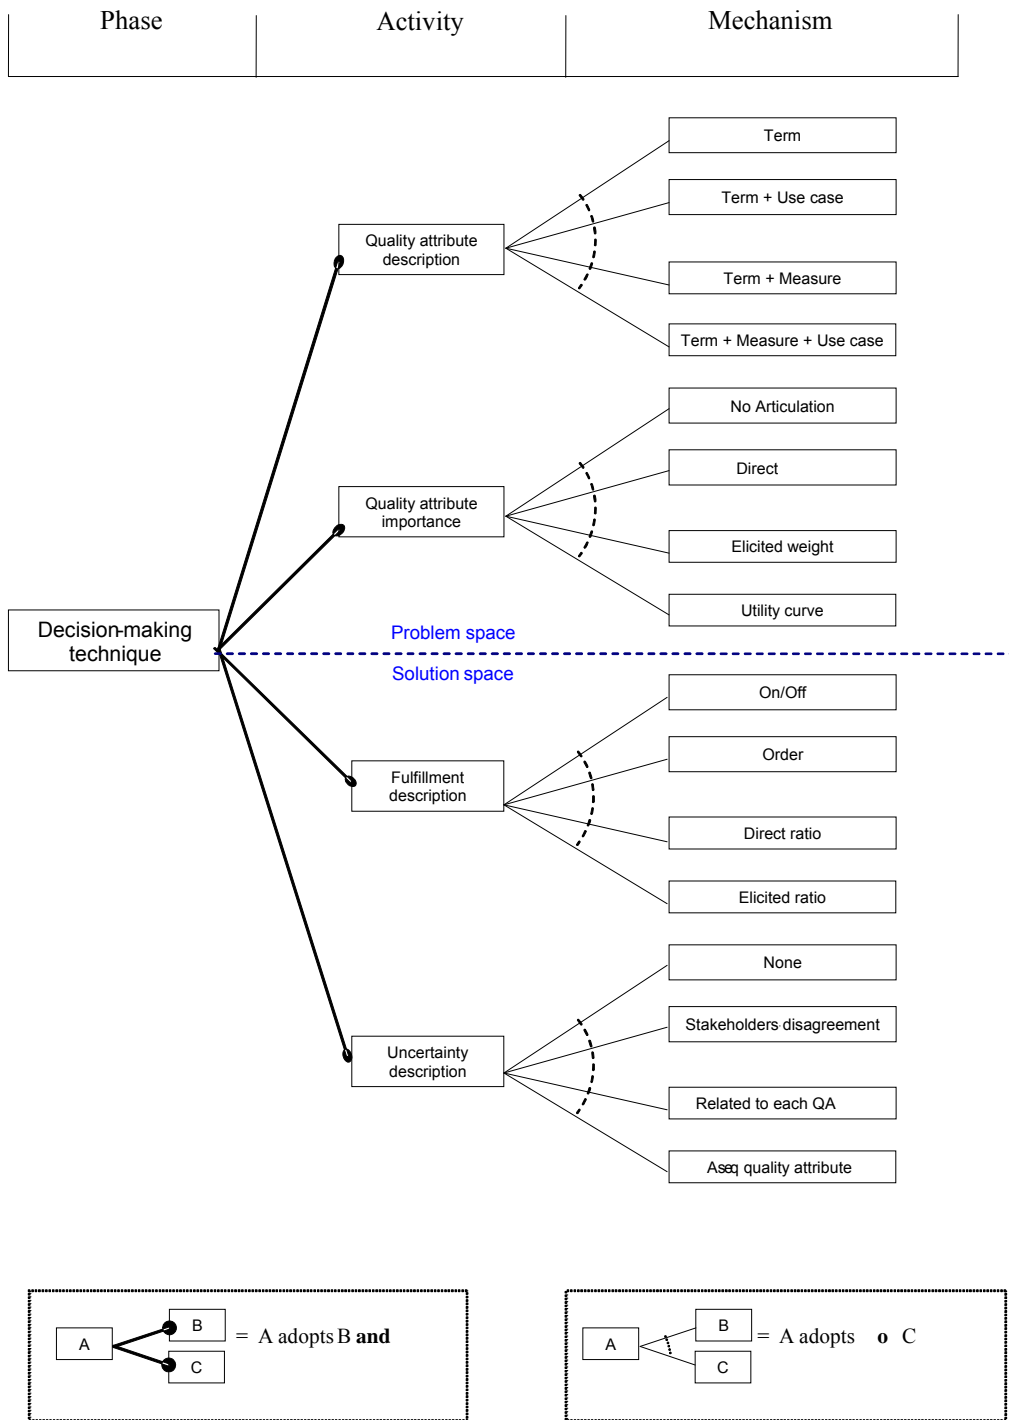 Phase
Activity
Mechanism
Term
Term + Use case
Quality attribute
description
Term + Measure
Term + Measure + Use case
No Articulation
Direct
Quality attribute
importance
Elicited weight
Utility curve
Decision-making
technique
Problem space
Solution space
On/Off
Order
Fulfillment
description
Direct ratio
Elicited ratio
None
Stakeholders disagreement
Uncertainty
description
Related to each QA
Aseq quality attribute
A
B
C
= A adopts B and
A
B
C
= A adopts o C